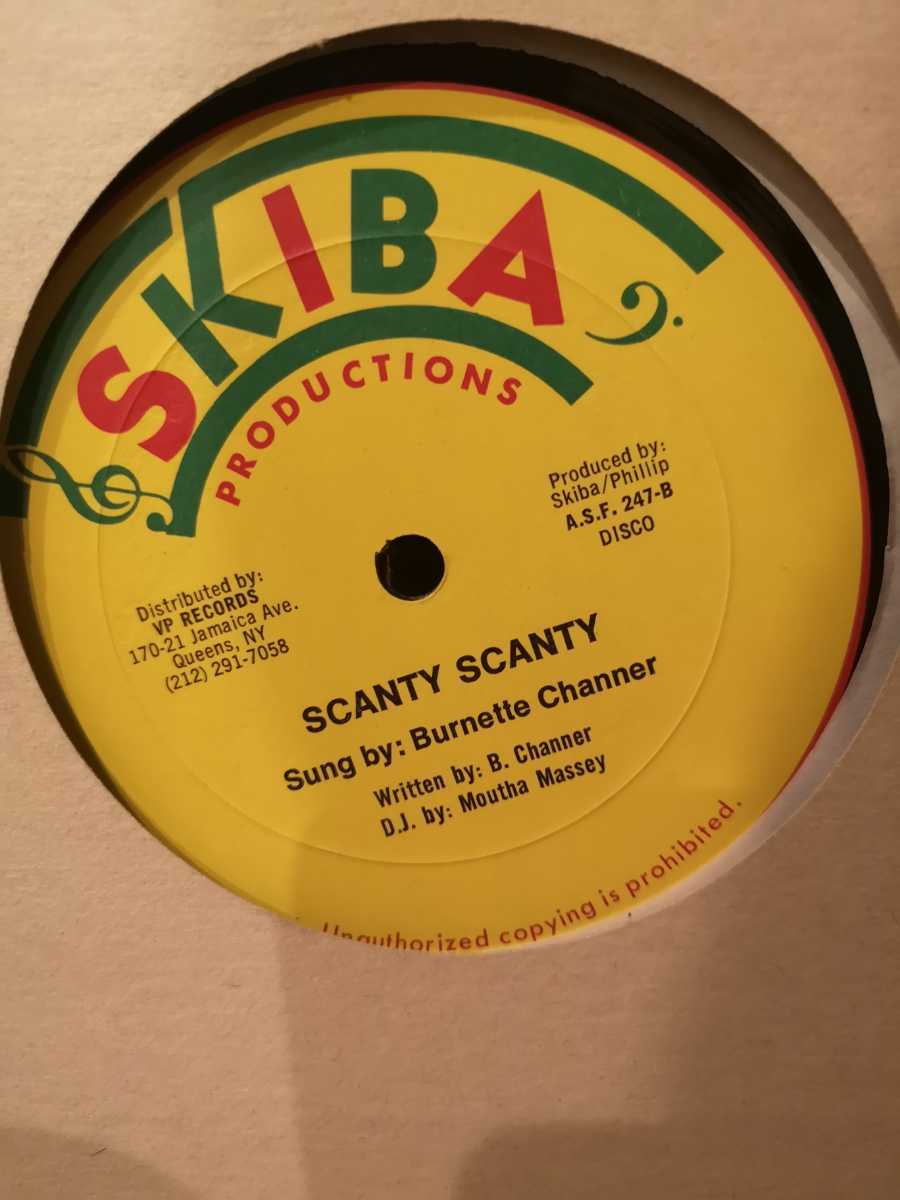 SKIBA
PRODUCTIONS
Produced by:
Skiba/Phillip
A.S.F. 247-B
DISCO
Distributed by:
VP RECORDS
170-21 Jamaica Ave.
Queens, NY
(212) 291-7058
SCANTY SCANTY
Sung by: Burnette Channer
Written by: B. Channer
D.J. by: Moutha Massey
Unauthorized copying is prohibited.